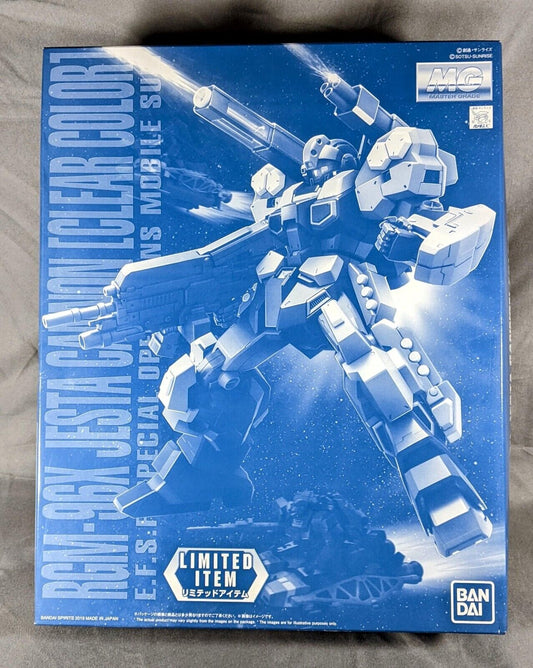 ©創通・サンライズ
©SOTSU・SUNRISE
MG
MASTER GRADE
RGM-96X JESTA CANNON [CLEAR COLOR]
E.F.S.F. SPECIAL OPERATIONS MOBILE SU
LIMITED
ITEM
リミテッドアイテム
BAN
DAI
BANDAI SPIRITS 2019 MADE IN JAPAN
*The actual product may vary slightly from the images on the package. * The images are for illustrative purposes only.